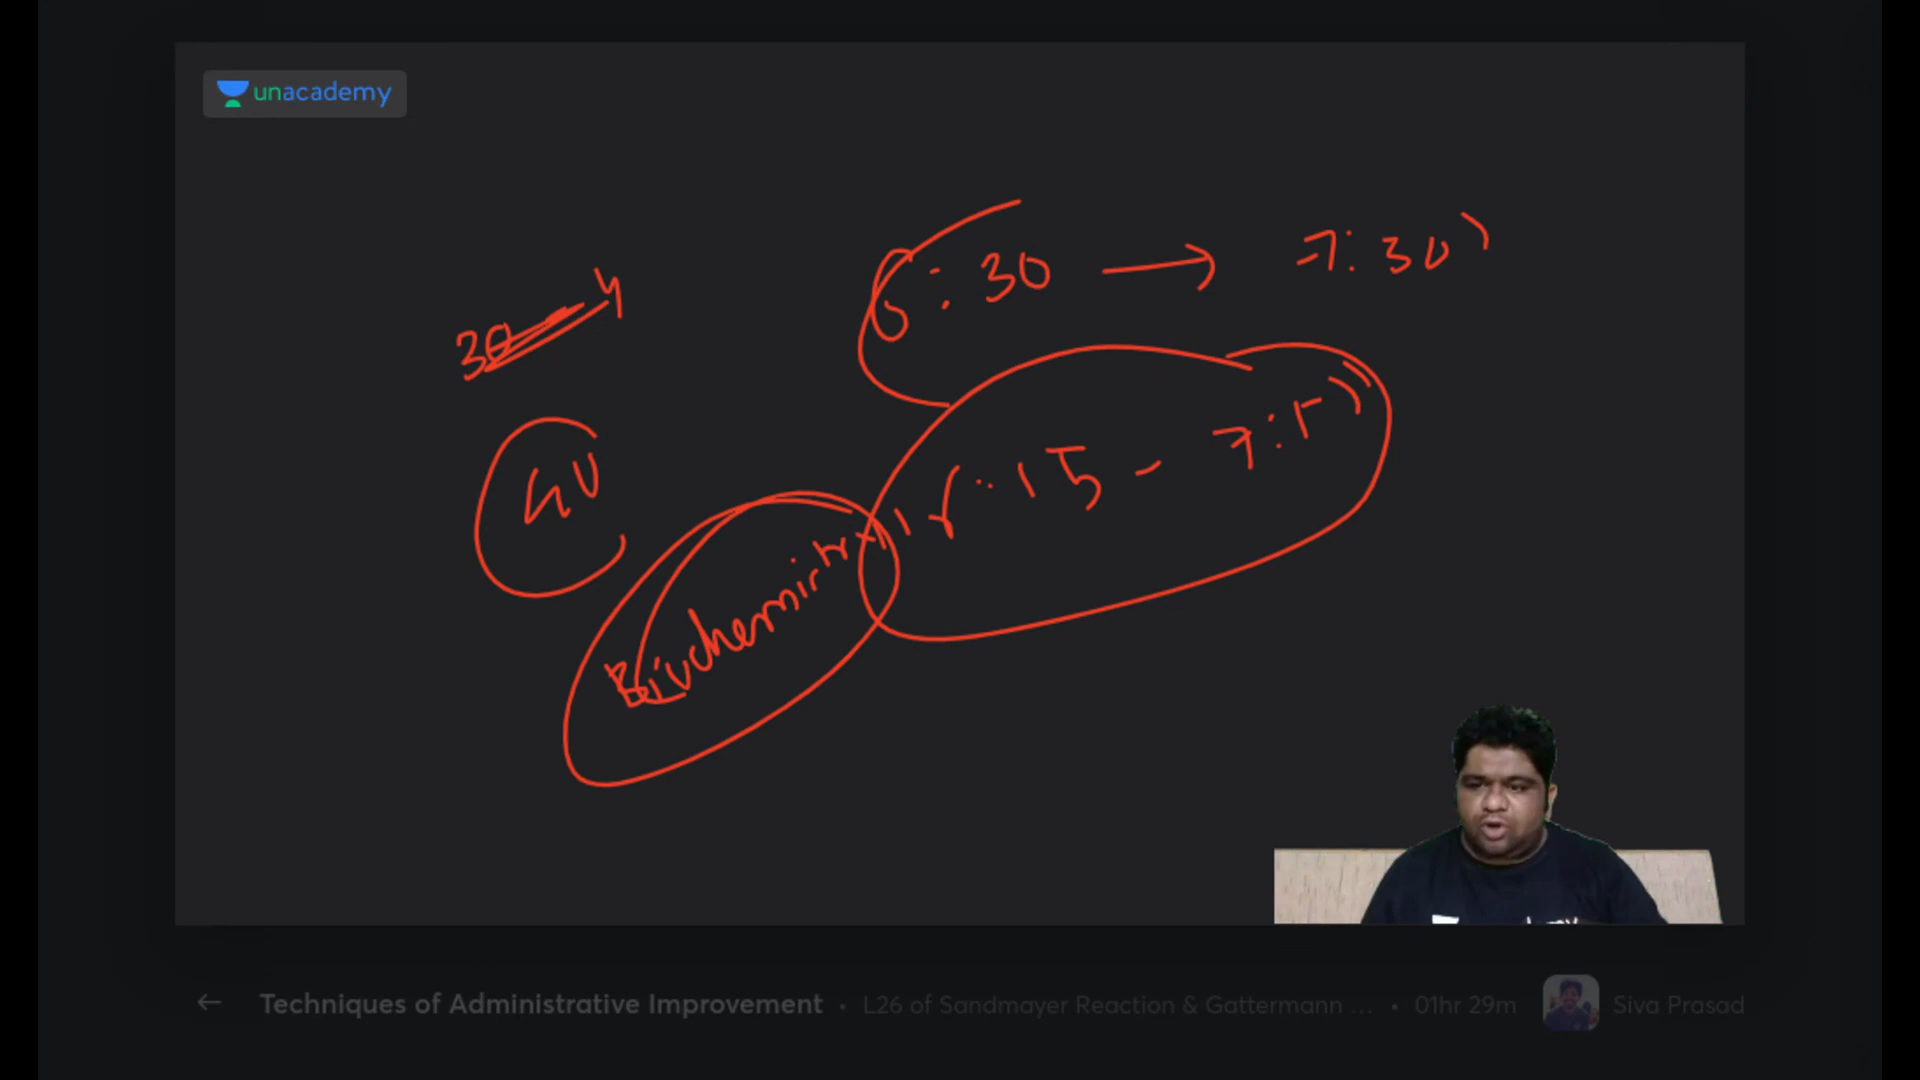 unacademy
6:30 → 7:30
30 4
40
6:15 - 7:15
Biochemistry
Techniques of Administrative Improvement • L26 of Sandmayer Reaction & Gattermann ... • 01hr 29m Siva Prasad